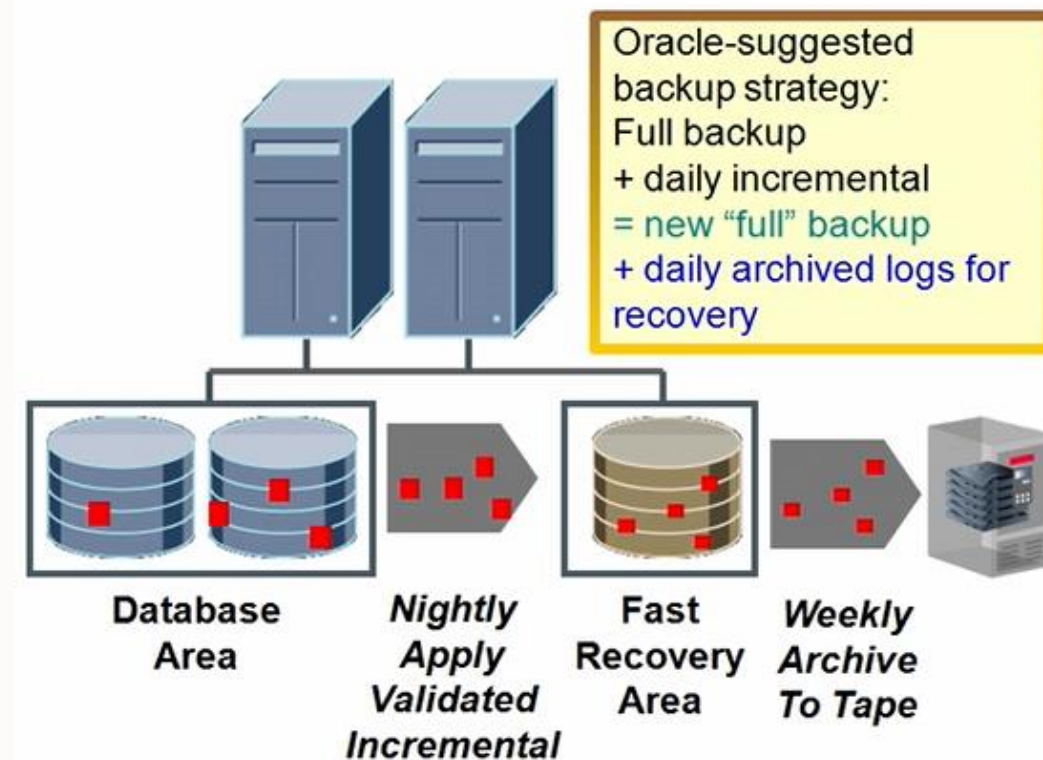 Oracle-suggested
backup strategy:
Full backup
+ daily incremental
= new “full” backup
+ daily archived logs for
recovery
Database
Area
Nightly
Apply
Validated
Incremental
Fast
Recovery
Area
Weekly
Archive
To Tape